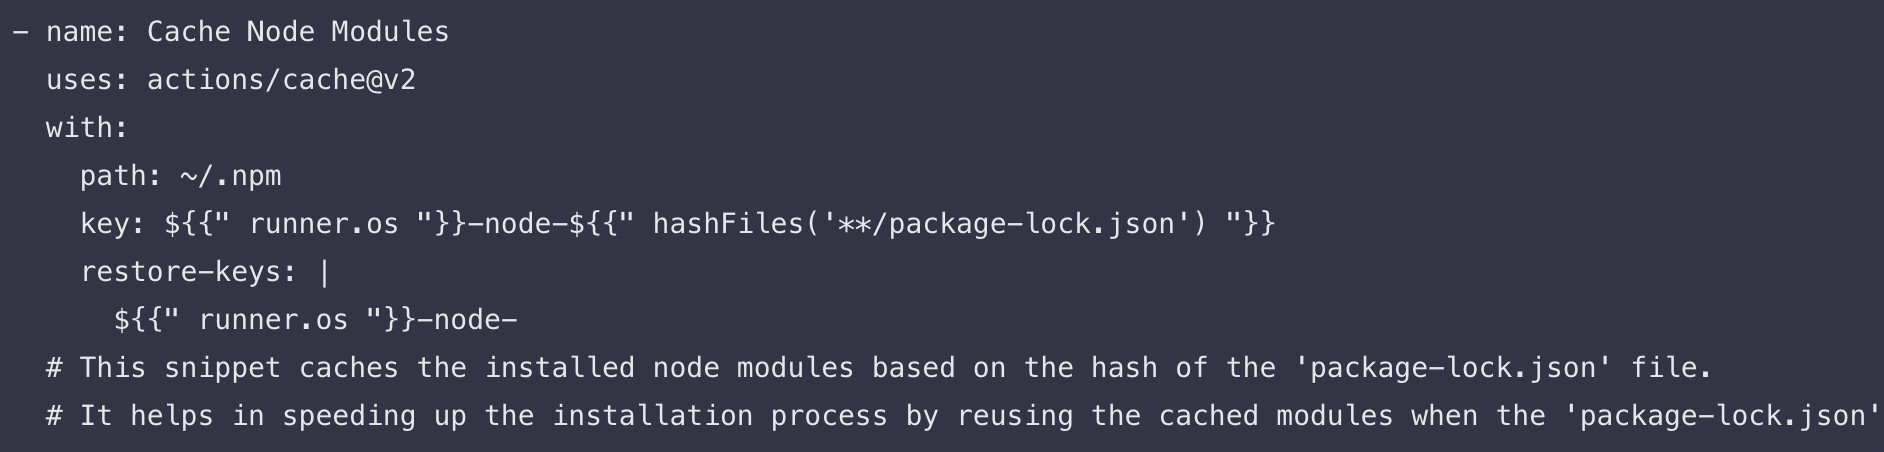 - name: Cache Node Modules
  uses: actions/cache@v2
  with:
    path: ~/.npm
    key: ${{" runner.os "}}-node-${{" hashFiles('**/package-lock.json') "}}
    restore-keys: |
      ${{" runner.os "}}-node-
  # This snippet caches the installed node modules based on the hash of the 'package-lock.json' file.
  # It helps in speeding up the installation process by reusing the cached modules when the 'package-lock.json'